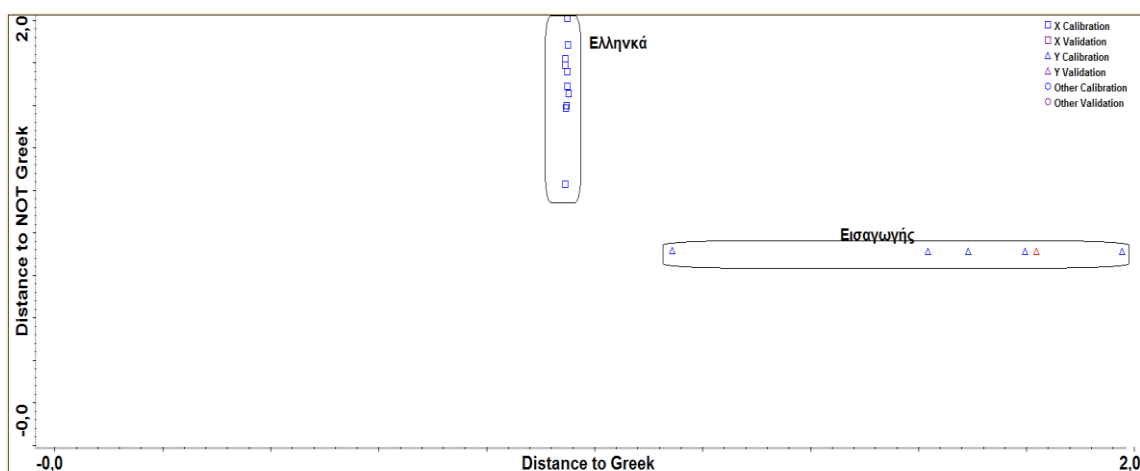 2,0
Ελληνκά
X Calibration
X Validation
Y Calibration
Y Validation
Other Calibration
Other Validation
Distance to NOT Greek
Εισαγωγής
-0,0
-0,0
Distance to Greek
2,0